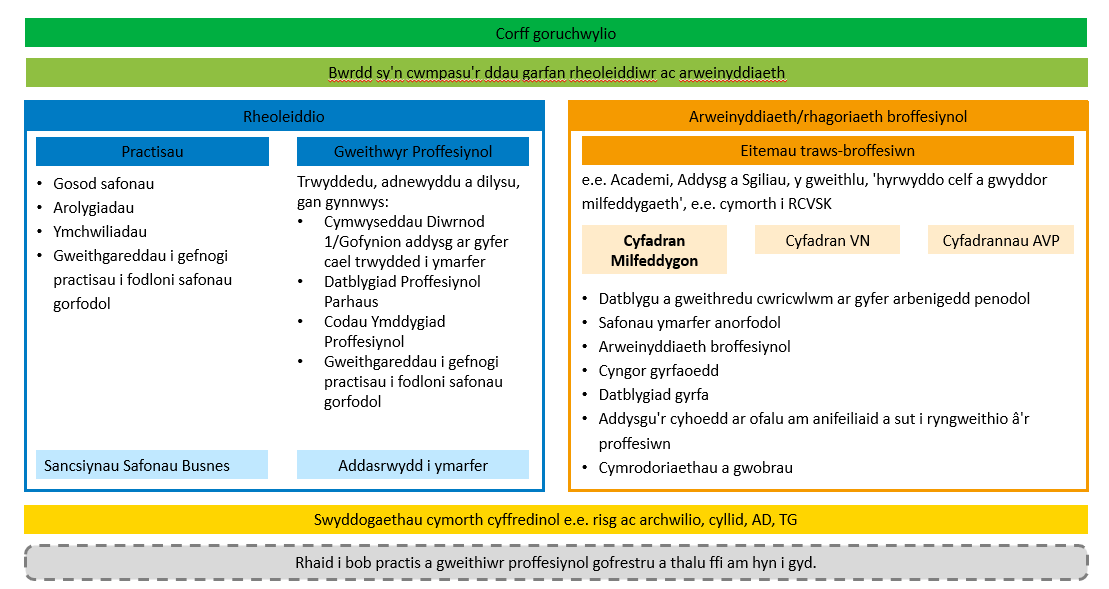 Corff goruchwylio
Bwrdd sy'n cwmpasu'r ddau garfan rheoleiddiwr ac arweinyddiaeth
Rheoleiddio
Practisau
• Gosod safonau
• Arolygiadau
• Ymchwiliadau
• Gweithgareddau i gefnogi
practisau i fodloni safonau
gorfodol
Sancsiynau Safonau Busnes
Gweithwyr Proffesiynol
Trwyddedu, adnewyddu a dilysu,
gan gynnwys:
• Cymwyseddau Diwrnod
1/Gofynion addysg ar gyfer
cael trwydded i ymarfer
• Datblygiad Proffesiynol
Parhaus
• Codau Ymddygiad
Proffesiynol
• Gweithgareddau i gefnogi
practisau i fodloni safonau
gorfodol
Addasrwydd i ymarfer
Arweinyddiaeth/rhagoriaeth broffesiynol
Eitemau traws-broffesiwn
e.e. Academi, Addysg a Sgiliau, y gweithlu, 'hyrwyddo celf a gwyddor
milfeddygaeth', e.e. cymorth i RCVSK
Cyfadran
Milfeddygon
Cyfadran VN
Cyfadrannau AVP
• Datblygu a gweithredu cwricwlwm ar gyfer arbenigedd penodol
• Safonau ymarfer anorfodol
• Arweinyddiaeth broffesiynol
• Cyngor gyrfaoedd
• Datblygiad gyrfa
• Addysgu'r cyhoedd ar ofalu am anifeiliaid a sut i ryngweithio â'r
proffesiwn
• Cymrodoriaethau a gwobrau
Swyddogaethau cymorth cyffredinol e.e. risg ac archwilio, cyllid, AD, TG
Rhaid i bob practis a gweithiwr proffesiynol gofrestru a thalu ffi am hyn i gyd.